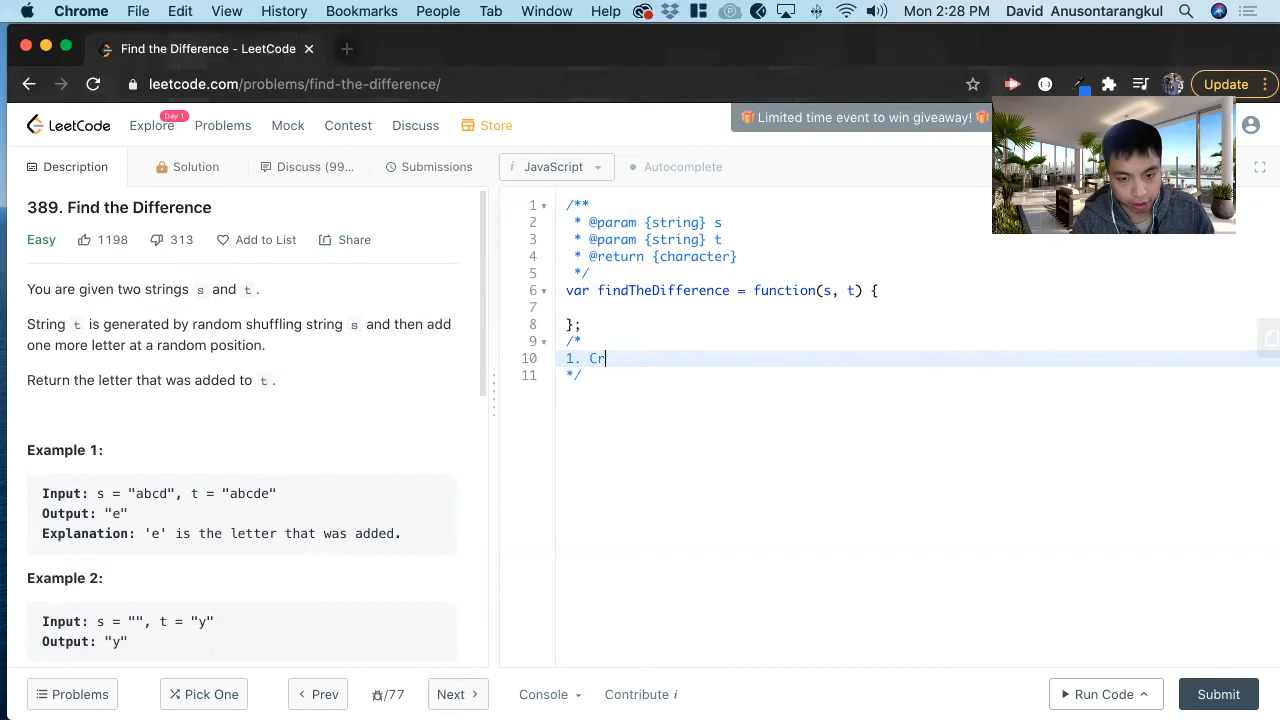 Chrome File Edit View History Bookmarks People Tab Window Help Mon 2:28 PM David Anusontarangkul
Find the Difference - LeetCode
leetcode.com/problems/find-the-difference/
Update
LeetCode
Day 1
Explore Problems Mock Contest Discuss Store
Limited time event to win giveaway!
Description Solution Discuss (99... Submissions
i JavaScript Autocomplete
389. Find the Difference
Easy 1198 313 Add to List Share
You are given two strings s and t .
String t is generated by random shuffling string s and then add
one more letter at a random position.
Return the letter that was added to t .
Example 1:
Input: s = "abcd", t = "abcde"
Output: "e"
Explanation: 'e' is the letter that was added.
Example 2:
Input: s = "", t = "y"
Output: "y"
1 /**
2 * @param {string} s
3 * @param {string} t
4 * @return {character}
5 */
6 var findTheDifference = function(s, t) {
7
8 };
9 /*
10 1. Cr
11 */
Problems Pick One Prev /77 Next Console Contribute i Run Code Submit